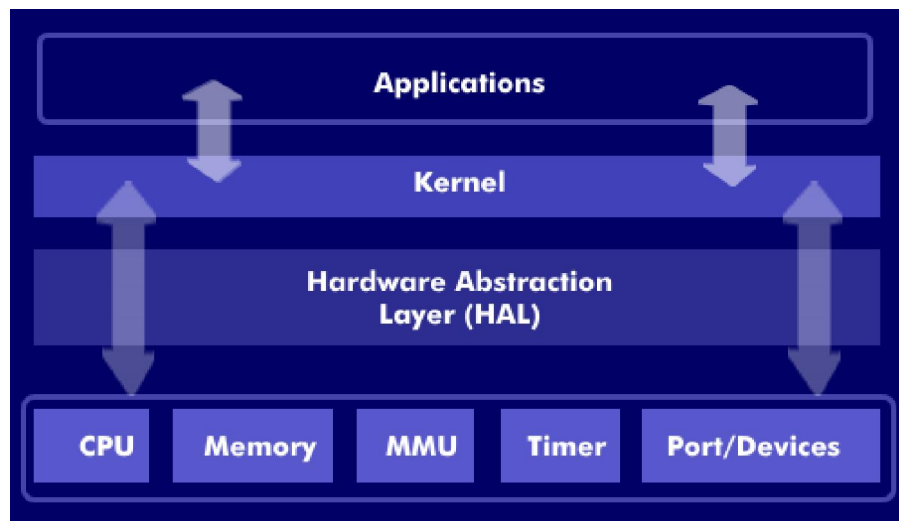 Applications
Kernel
Hardware Abstraction
Layer (HAL)
CPU
Memory
MMU
Timer
Port/Devices